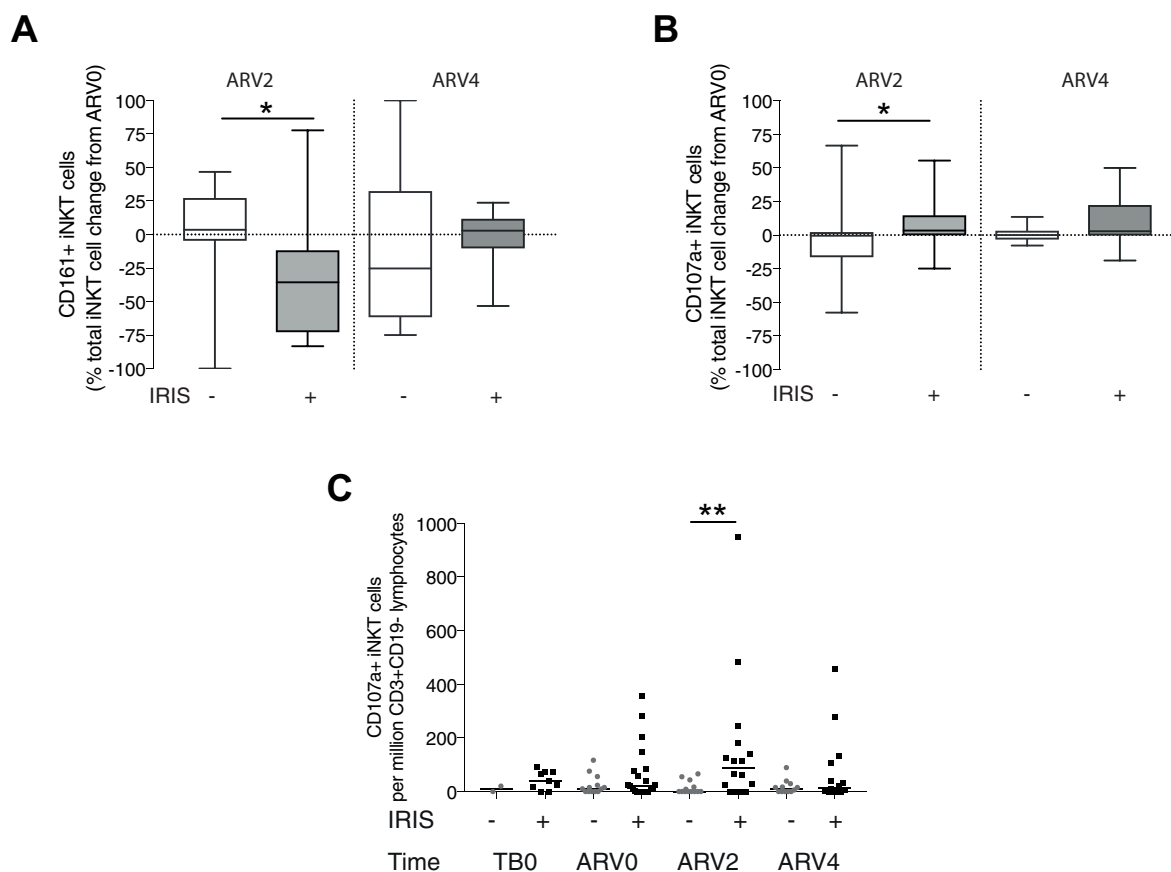 A
ARV2
ARV4
*
CD161+ iNKT cells
(% total iNKT cell change from ARV0)
100
75
50
25
0
-25
-50
-75
-100
IRIS - + - +
B
ARV2
ARV4
*
CD107a+ iNKT cells
(% total iNKT cell change from ARV0)
100
75
50
25
0
-25
-50
-75
-100
IRIS - + - +
C
**
CD107a+ iNKT cells
per million CD3+CD19- lymphocytes
1000
800
600
400
200
0
IRIS - + - + - + - +
Time TB0 ARV0 ARV2 ARV4